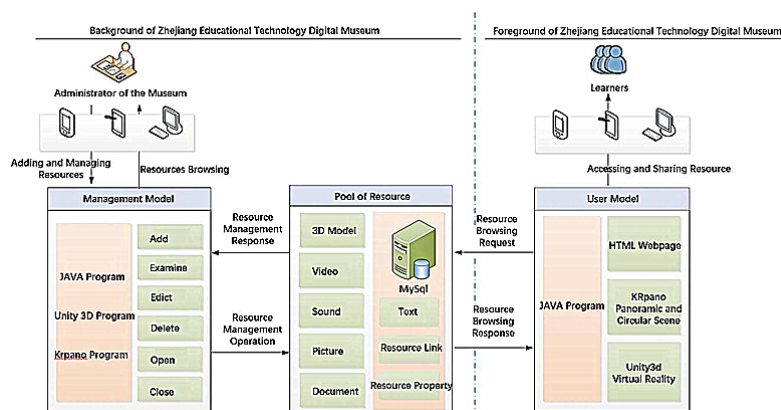 Background of Zhejiang Educational Technology Digital Museum
Foreground of Zhejiang Educational Technology Digital Museum
Administrator of the Museum
Learners
Adding and Managing
Resources
Resources Browsing
Accessing and Sharing Resource
Management Model
JAVA Program
Unity 3D Program
Krpano Program
Add
Examine
Edict
Delete
Open
Close
Resource
Management
Response
Resource
Management
Operation
Pool of Resource
3D Model
Video
Sound
Picture
Document
MySql
Text
Resource Link
Resource Property
Resource
Browsing
Request
Resource
Browsing
Response
User Model
JAVA Program
HTML Webpage
KRpano
Panoramic and
Circular Scene
Unity3d
Virtual Reality